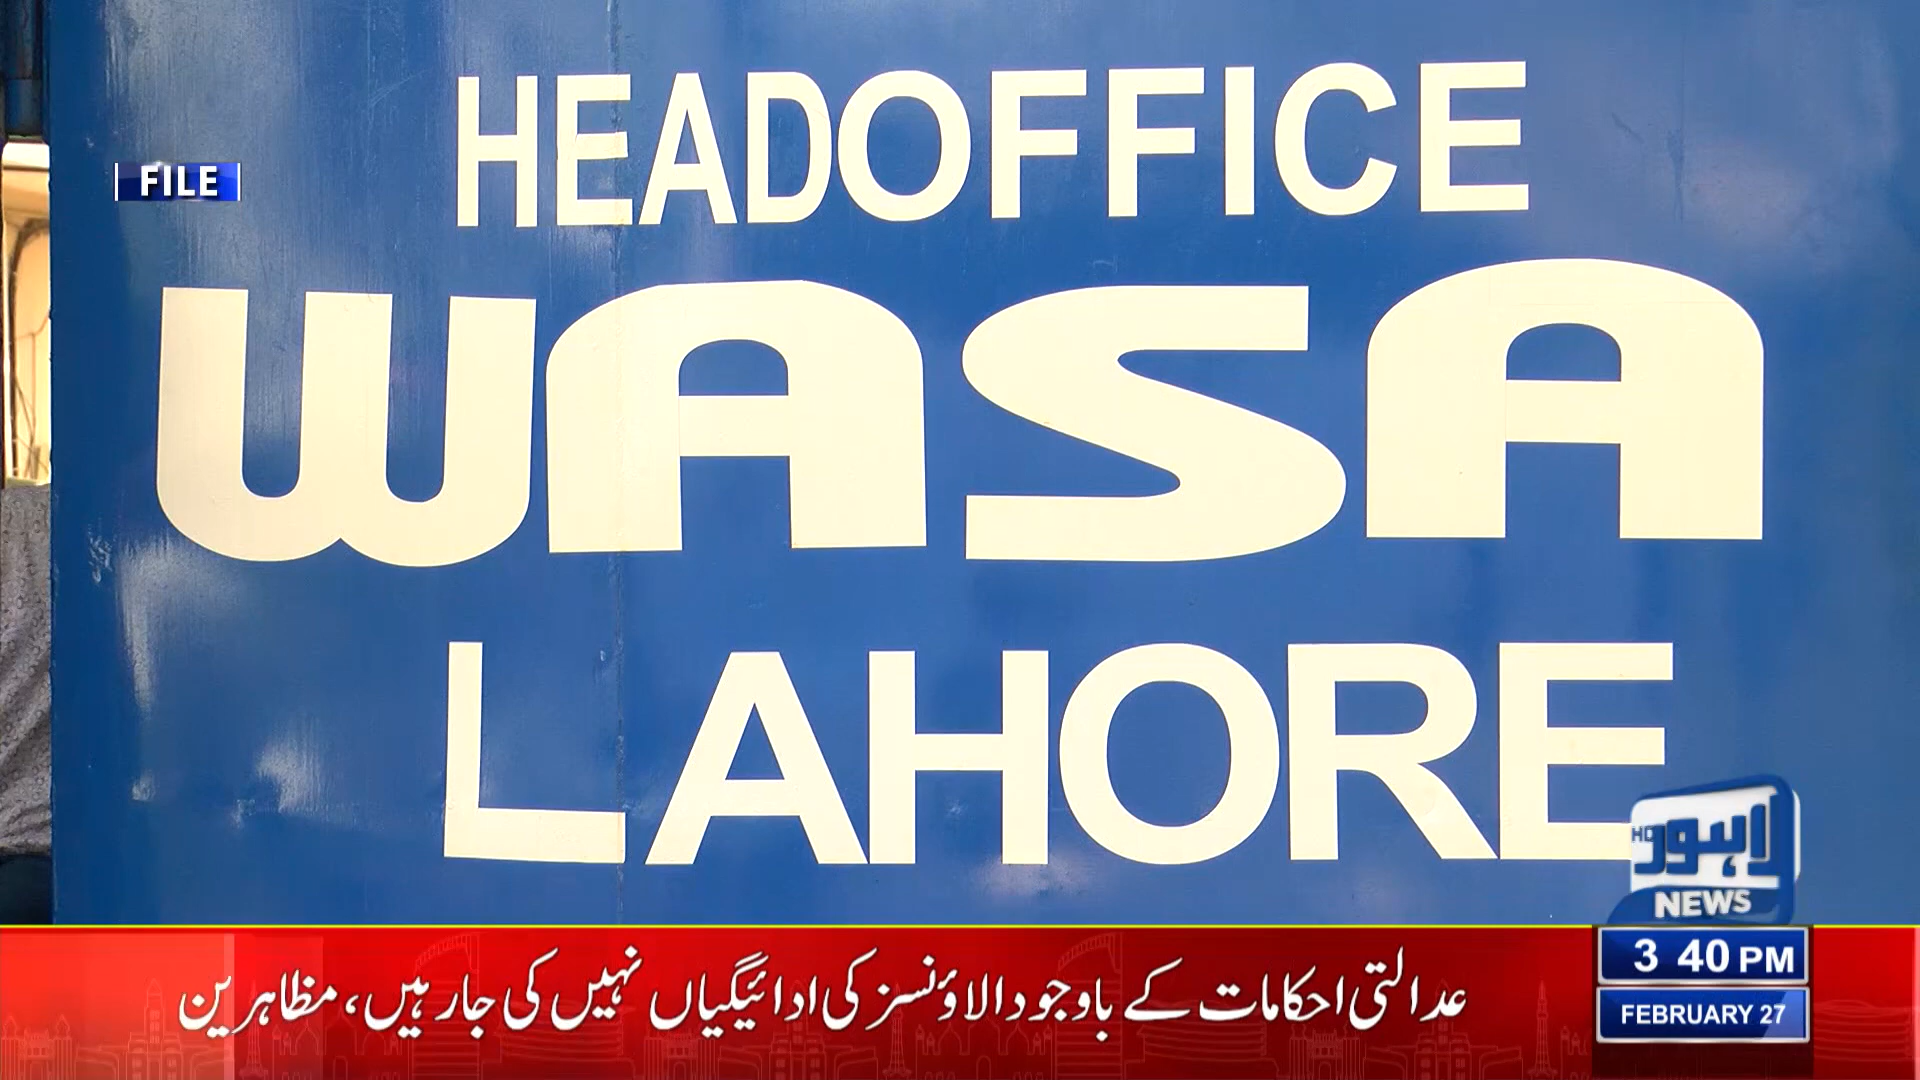 HEADOFFICE
FILE
WASA
LAHORE
HD
لاہور
NEWS
3 40 PM
عدالتی احکامات کے باوجود الاؤنسز کی ادائیگیاں نہیں کی جا رہیں، مظاہرین
FEBRUARY 27